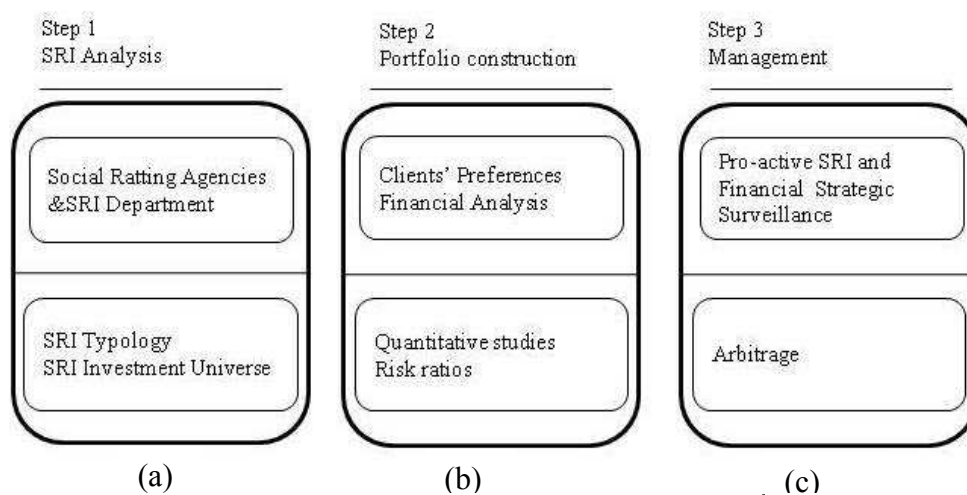 Step 1
SRI Analysis
Social Ratting Agencies
&SRI Department
SRI Typology
SRI Investment Universe
(a)
Step 2
Portfolio construction
Clients' Preferences
Financial Analysis
Quantitative studies
Risk ratios
(b)
Step 3
Management
Pro-active SRI and
Financial Strategic
Surveillance
Arbitrage
(c)